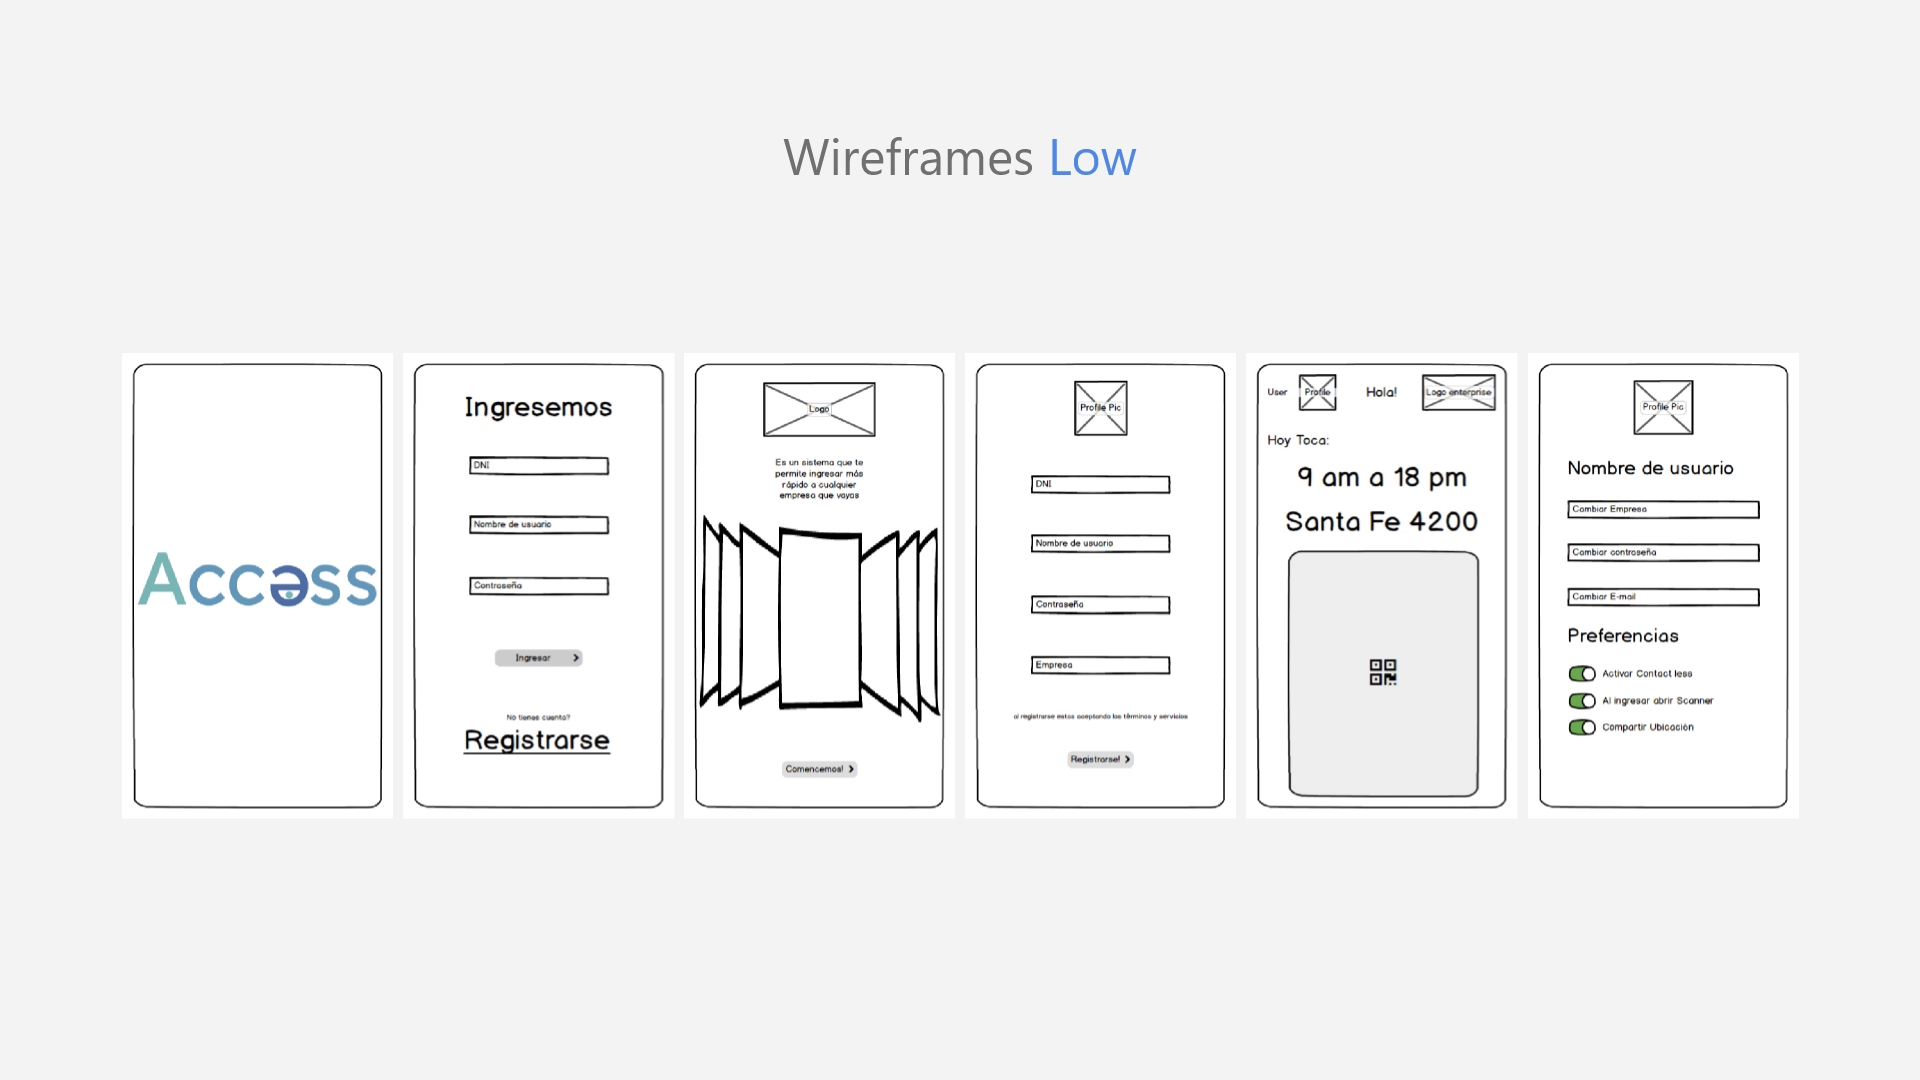 Wireframes Low
Accəss
Ingresemos
DNI
Nombre de usuario
Contraseña
Ingresar
No tienes cuenta?
Registrarse
Logo
Es un sistema que te
permite ingresar más
rápido a cualquier
empresa que vayas
Comencemos!
Profile Pic
DNI
Nombre de usuario
Contraseña
Empresa
al registrarse estas aceptando los términos y servicios
Registrarse!
User Profile Hola! Logo enterprise
Hoy Toca:
9 am a 18 pm
Santa Fe 4200
Profile Pic
Nombre de usuario
Cambiar Empresa
Cambiar contraseña
Cambiar E-mail
Preferencias
Activar Contact less
Al ingresar abrir Scanner
Compartir Ubicación